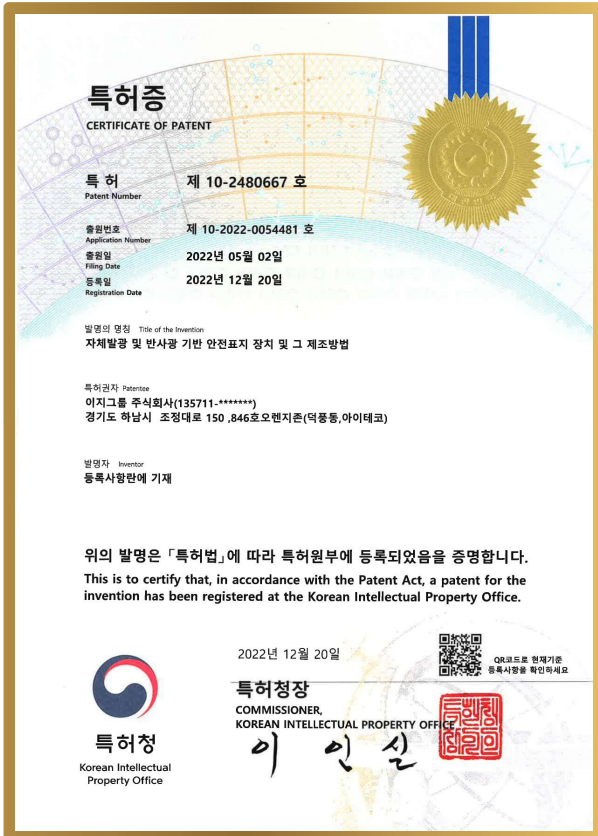 특허증
CERTIFICATE OF PATENT
특 허 제 10-2480667 호
Patent Number
출원번호 제 10-2022-0054481 호
Application Number
출원일 2022년 05월 02일
Filing Date
등록일 2022년 12월 20일
Registration Date
발명의 명칭 Title of the Invention
자체발광 및 반사광 기반 안전표지 장치 및 그 제조방법
특허권자 Patentee
이지그룹 주식회사(135711-*******)
경기도 하남시 조정대로 150 ,846호오렌지존(덕풍동,아이테코)
발명자 Inventor
등록사항란에 기재
위의 발명은 「특허법」에 따라 특허원부에 등록되었음을 증명합니다.
This is to certify that, in accordance with the Patent Act, a patent for the
invention has been registered at the Korean Intellectual Property Office.
2022년 12월 20일
QR코드로 현재기준
등록사항을 확인하세요
특허청장
COMMISSIONER,
KOREAN INTELLECTUAL PROPERTY OFFICE
이 인 실
특허청
Korean Intellectual
Property Office